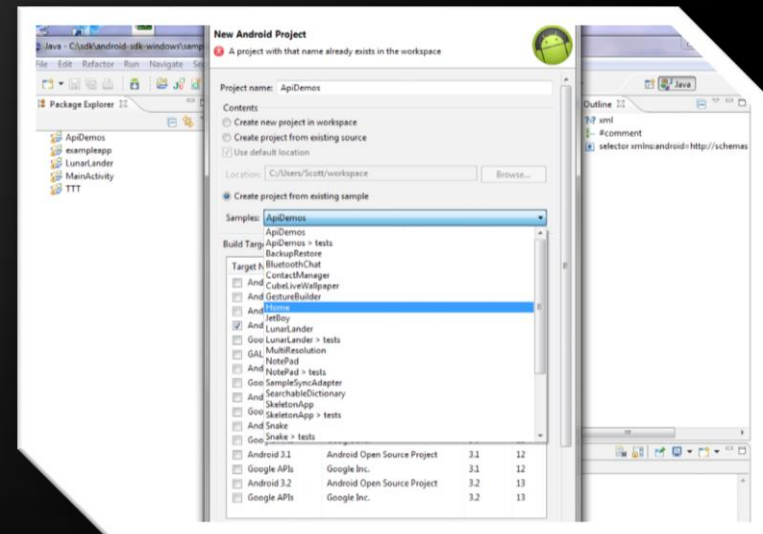 New Android Project
A project with that name already exists in the workspace
Java - C:\sdk\android-sdk-windows\samp
File Edit Refactor Run Navigate
Java
Project name: ApiDemos
Package Explorer
Contents
Create new project in workspace
Create project from existing source
Use default location
Location: C:/Users/Scott/workspace
Browse...
Create project from existing sample
Samples: ApiDemos
ApiDemos
exampleapp
LunarLander
MainActivity
TTT
Outline
xml
#comment
selector xmlns:android=http://schemas
ApiDemos
ApiDemos > tests
BackupRestore
BluetoothChat
ContactManager
CubeLiveWallpaper
GestureBuilder
Home
JetBoy
LunarLander
LunarLander > tests
MultiResolution
NotePad
NotePad > tests
SampleSyncAdapter
SearchableDictionary
SkeletonApp
SkeletonApp > tests
Snake
Snake > tests
Build Targ
Target N
And
And
And
And
Goo
GAL
And
Goo
And
Goo
And
Goo
Android 3.1 Android Open Source Project 3.1 12
Google APIs Google Inc. 3.1 12
Android 3.2 Android Open Source Project 3.2 13
Google APIs Google Inc. 3.2 13